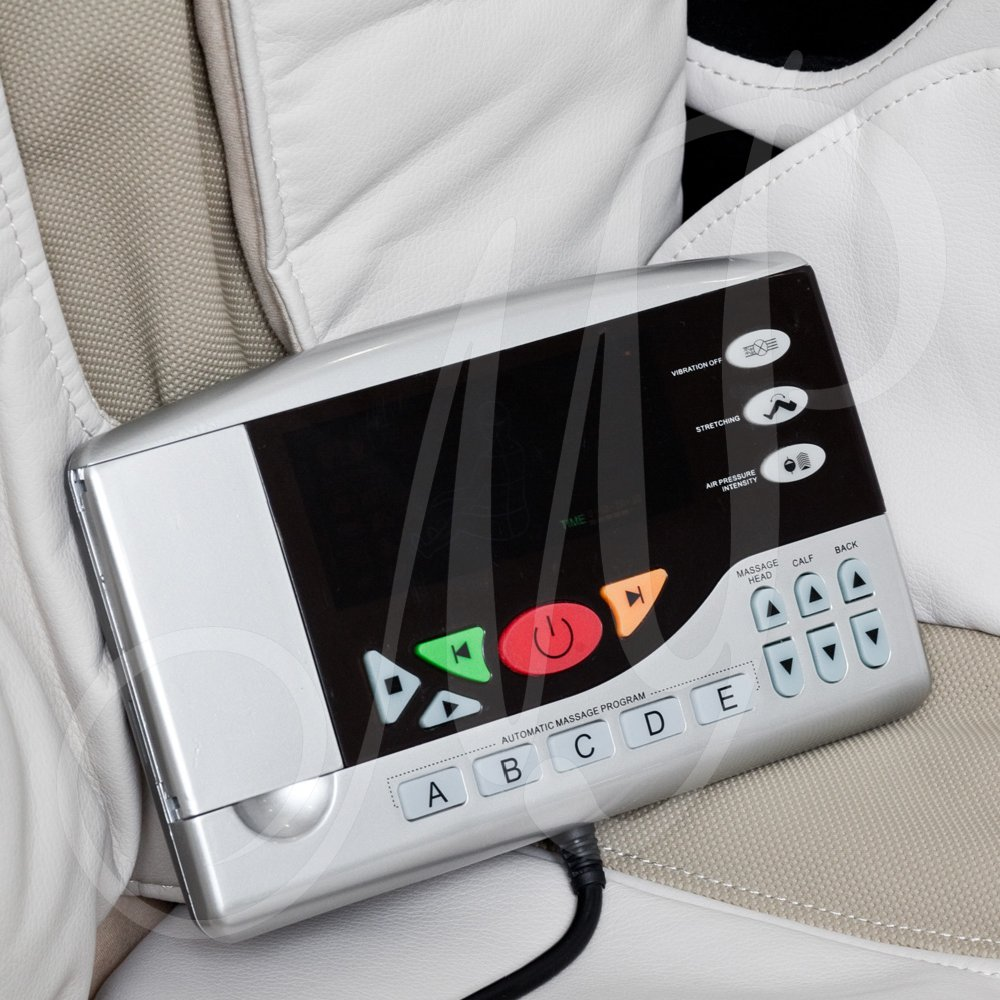 VIBRATION OFF
STRETCHING
AIR PRESSURE
INTENSITY
TIME
MASSAGE
HEAD
CALF
BACK
AUTOMATIC MASSAGE PROGRAM
A
B
C
D
E